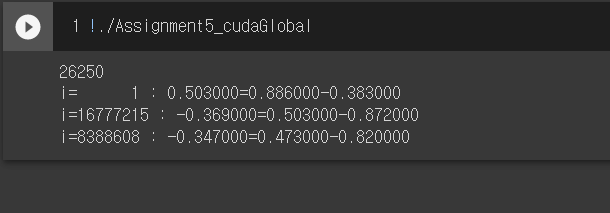 1 !./Assignment5_cudaGlobal
26250
i=       1 : 0.503000=0.886000-0.383000
i=16777215 : -0.369000=0.503000-0.872000
i=8388608 : -0.347000=0.473000-0.820000